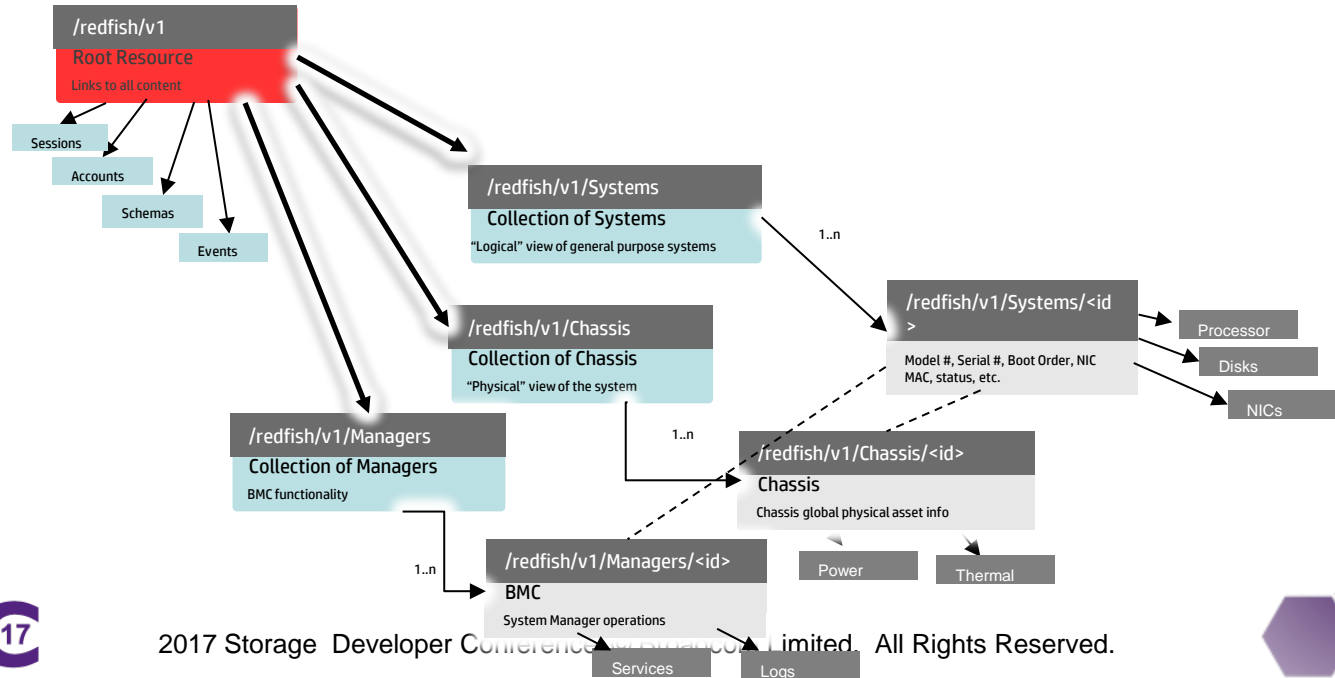 /redfish/v1
Root Resource
Links to all content
Sessions
Accounts
Schemas
Events
/redfish/v1/Systems
Collection of Systems
“Logical” view of general purpose systems
1..n
/redfish/v1/Systems/<id
>
Model #, Serial #, Boot Order, NIC
MAC, status, etc.
Processor
Disks
NICs
/redfish/v1/Chassis
Collection of Chassis
“Physical” view of the system
1..n
/redfish/v1/Chassis/<id>
Chassis
Chassis global physical asset info
Power
Thermal
/redfish/v1/Managers
Collection of Managers
BMC functionality
1..n
/redfish/v1/Managers/<id>
BMC
System Manager operations
Services
Logs
17
2017 Storage Developer Conference. © Broadcom Limited. All Rights Reserved.